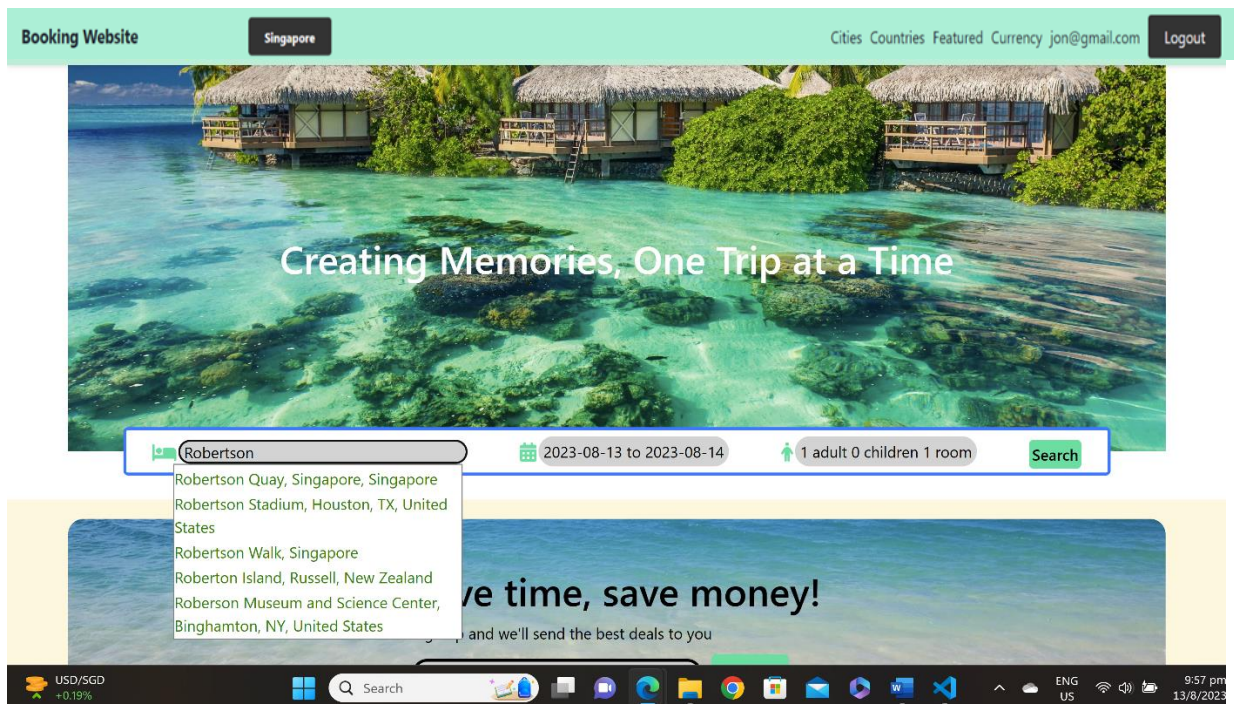 Booking Website
Singapore
Cities Countries Featured Currency jon@gmail.com Logout
Creating Memories, One Trip at a Time
Robertson
2023-08-13 to 2023-08-14
1 adult 0 children 1 room
Search
Robertson Quay, Singapore, Singapore
Robertson Stadium, Houston, TX, United
States
Robertson Walk, Singapore
Roberton Island, Russell, New Zealand
Roberson Museum and Science Center,
Binghamton, NY, United States
ve time, save money!
and we'll send the best deals to you
USD/SGD
+0.19%
Search
ENG
US
9:57 pm
13/8/2023